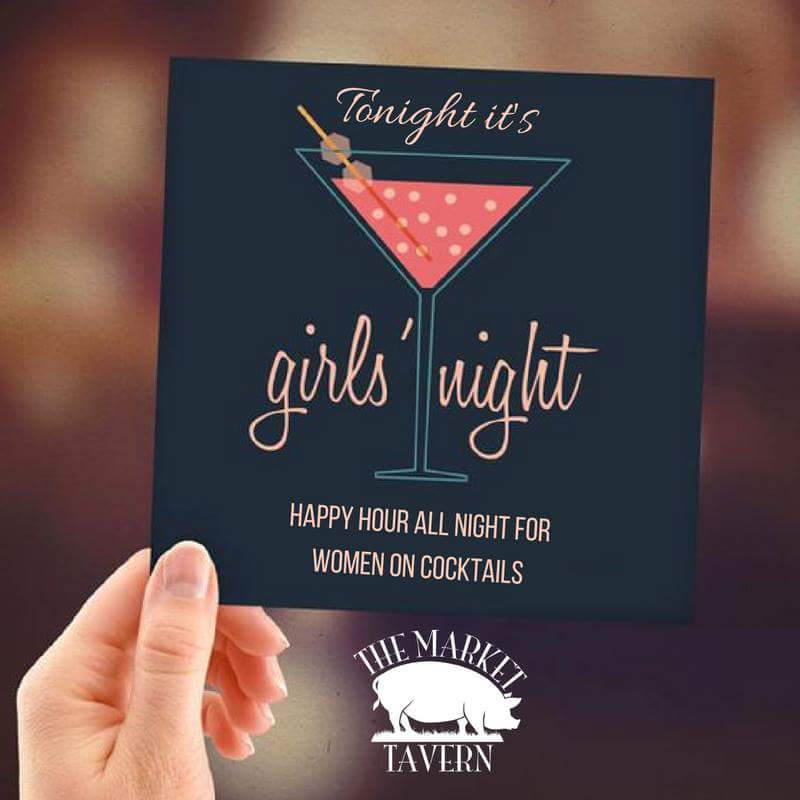 Tonight it's
girls' night
HAPPY HOUR ALL NIGHT FOR
WOMEN ON COCKTAILS
THE MARKET
TAVERN